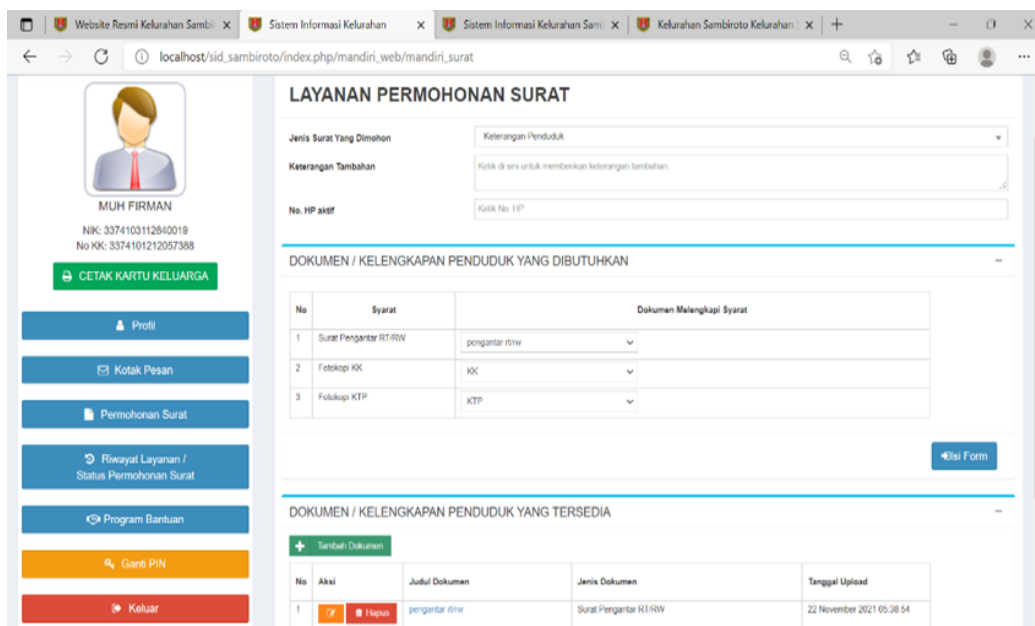 Website Resmi Kelurahan Sambi
Sistem Informasi Kelurahan
Sistem Informasi Kelurahan Sam
Kelurahan Sambiroto Kelurahan
localhost/sid_sambiroto/index.php/mandiri_web/mandiri_surat
MUH FIRMAN
NIK: 3374103112840019
No KK: 3374101212057388
CETAK KARTU KELUARGA
Profil
Kotak Pesan
Permohonan Surat
Riwayat Layanan /
Status Permohonan Surat
Program Bantuan
Ganti PIN
Keluar
LAYANAN PERMOHONAN SURAT
Jenis Surat Yang Dimohon
Keterangan Penduduk
Keterangan Tambahan
Ketik di sini untuk memberikan keterangan tambahan.
No. HP aktif
Ketik No. HP
DOKUMEN / KELENGKAPAN PENDUDUK YANG DIBUTUHKAN
No Syarat Dokumen Melengkapi Syarat
1 Surat Pengantar RT/RW pengantar rt/rw
2 Fotokopi KK KK
3 Fotokopi KTP KTP
Isi Form
DOKUMEN / KELENGKAPAN PENDUDUK YANG TERSEDIA
Tambah Dokumen
No Aksi Judul Dokumen Jenis Dokumen Tanggal Upload
1 Hapus pengantar rt/rw Surat Pengantar RT/RW 22 November 2021 05:38:54